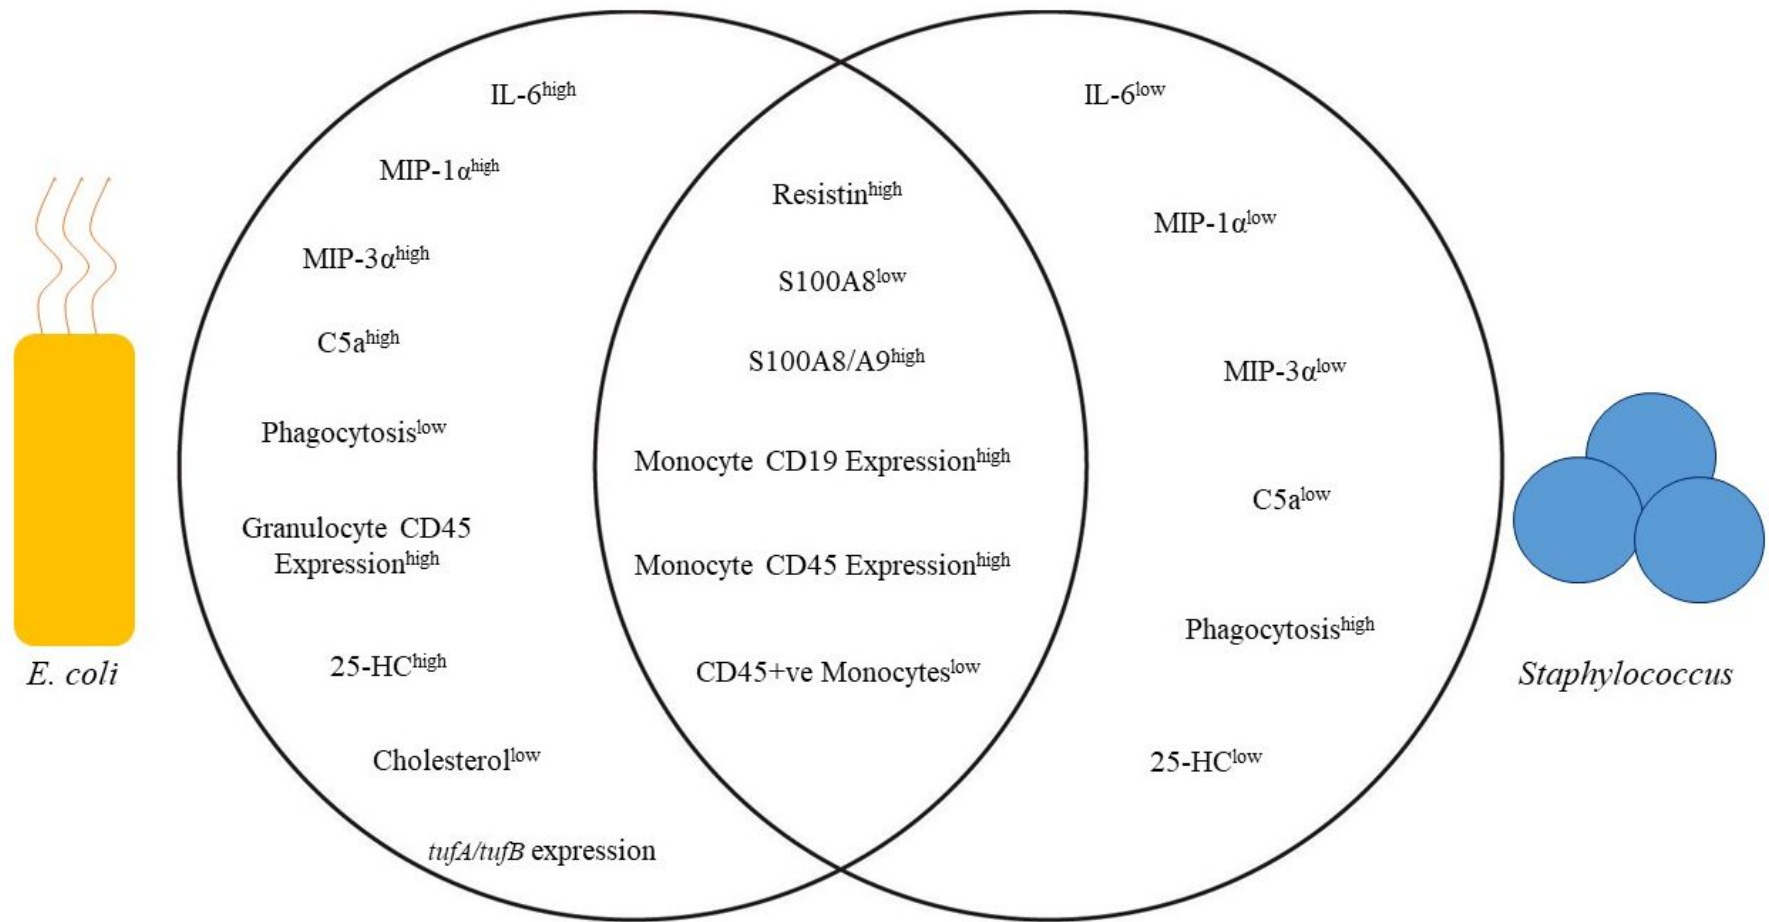 IL-6high
MIP-1αhigh
MIP-3αhigh
C5ahigh
Phagocytosislow
Granulocyte CD45
Expressionhigh
25-HChigh
Cholesterollow
tufA/tufB expression
Resistinhigh
S100A8low
S100A8/A9high
Monocyte CD19 Expressionhigh
Monocyte CD45 Expressionhigh
CD45+ve Monocyteslow
IL-6low
MIP-1αlow
MIP-3αlow
C5alow
Phagocytosishigh
25-HClow
E. coli
Staphylococcus